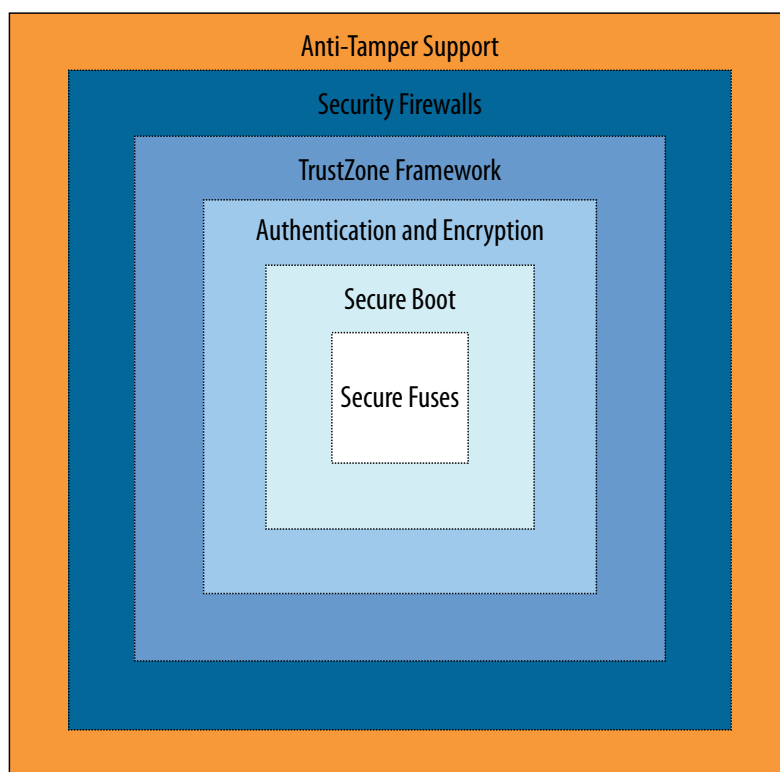 Anti-Tamper Support
Security Firewalls
TrustZone Framework
Authentication and Encryption
Secure Boot
Secure Fuses